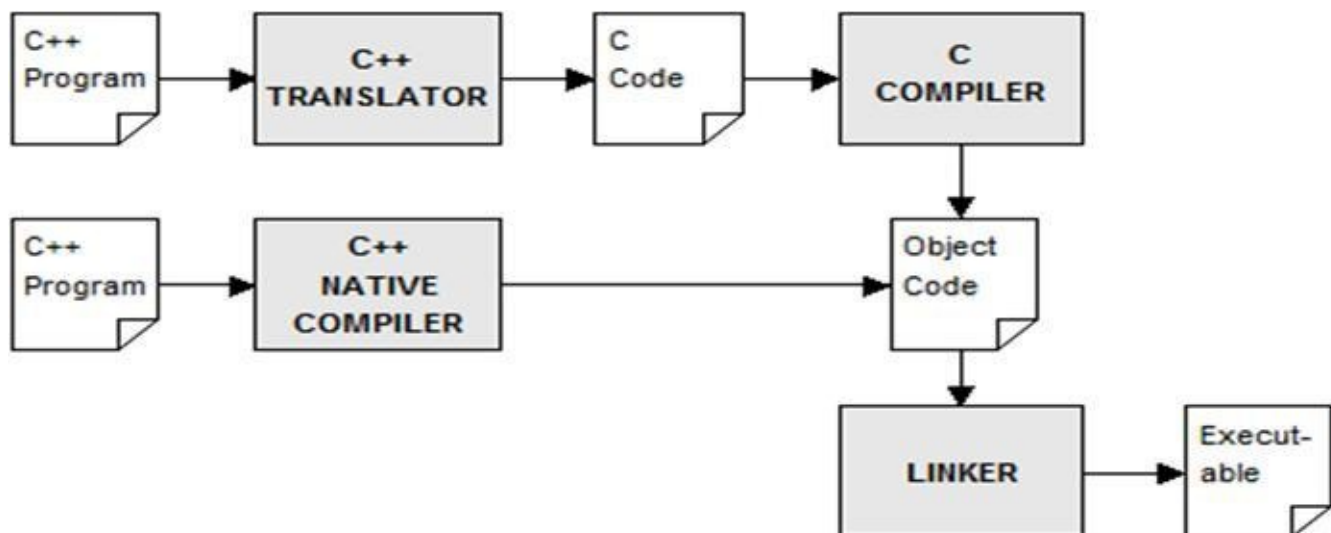 C++
Program
C++
TRANSLATOR
C
Code
C
COMPILER
C++
Program
C++
NATIVE
COMPILER
Object
Code
LINKER
Execut-
able